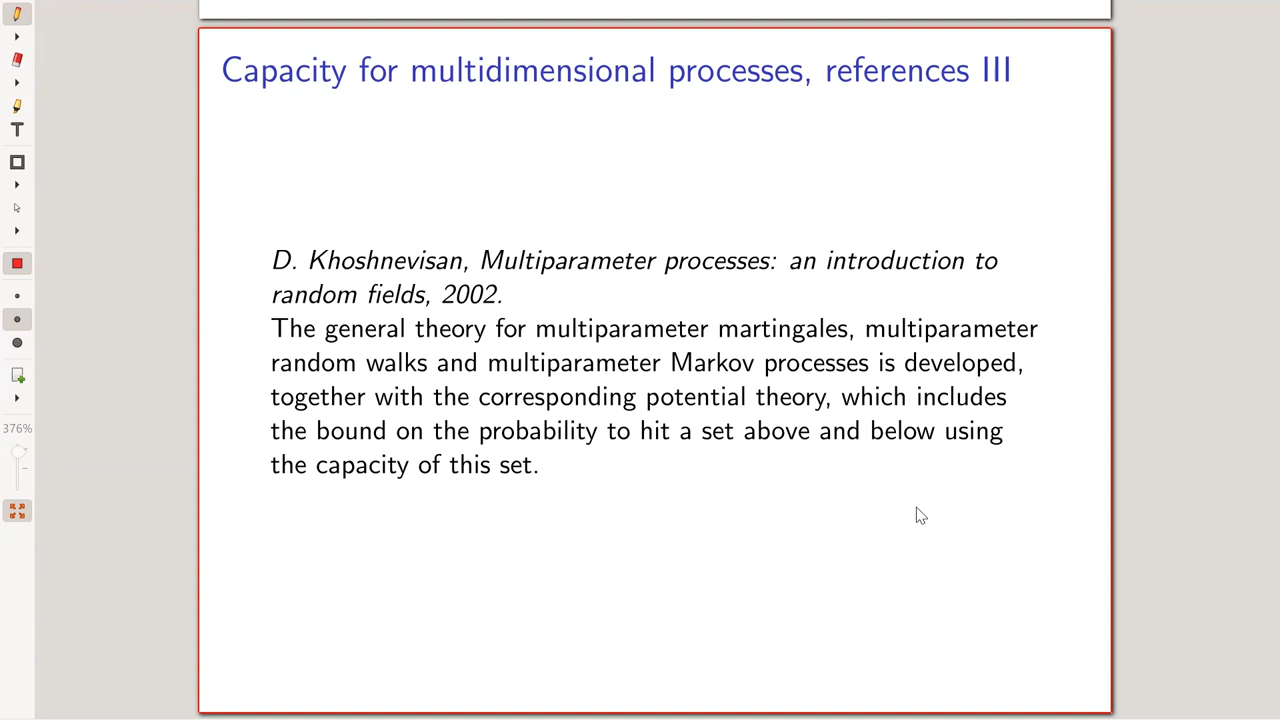 Capacity for multidimensional processes, references III
D. Khoshnevisan, Multiparameter processes: an introduction to
random fields, 2002.
The general theory for multiparameter martingales, multiparameter
random walks and multiparameter Markov processes is developed,
together with the corresponding potential theory, which includes
the bound on the probability to hit a set above and below using
the capacity of this set.
T
376%